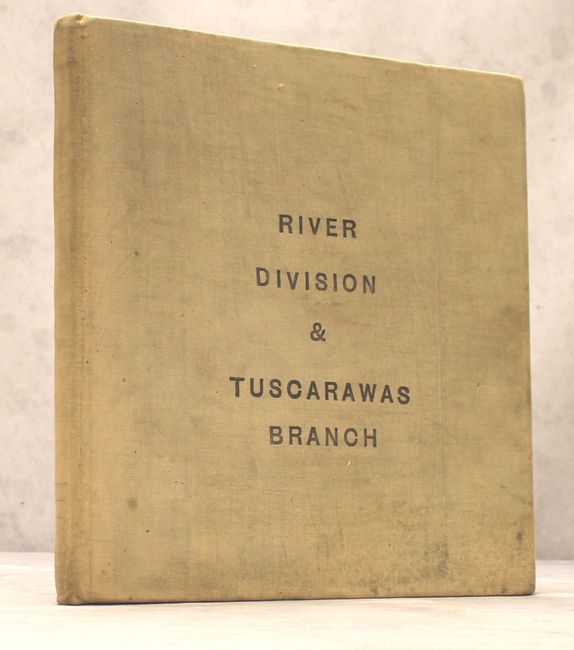 RIVER
DIVISION
&
TUSCARAWAS
BRANCH